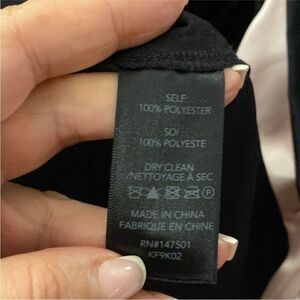 SELF:
100% POLYESTER
SOI
100% POLYESTE
DRY CLEAN
/NETTOYAGE À SEC
P
MADE IN CHINA
FABRIQUE EN CHINE
RN#147501
KF9K02